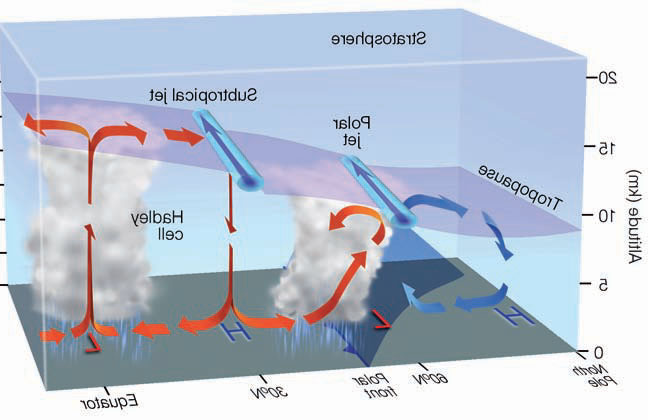 Stratosphere
20
Subtropical jet
Polar
jet
15
Tropopause
Hadley
cell
10
Altitude (km)
5
H
L
H
L
0
North
Pole
60°N
Polar
front
30°N
Equator